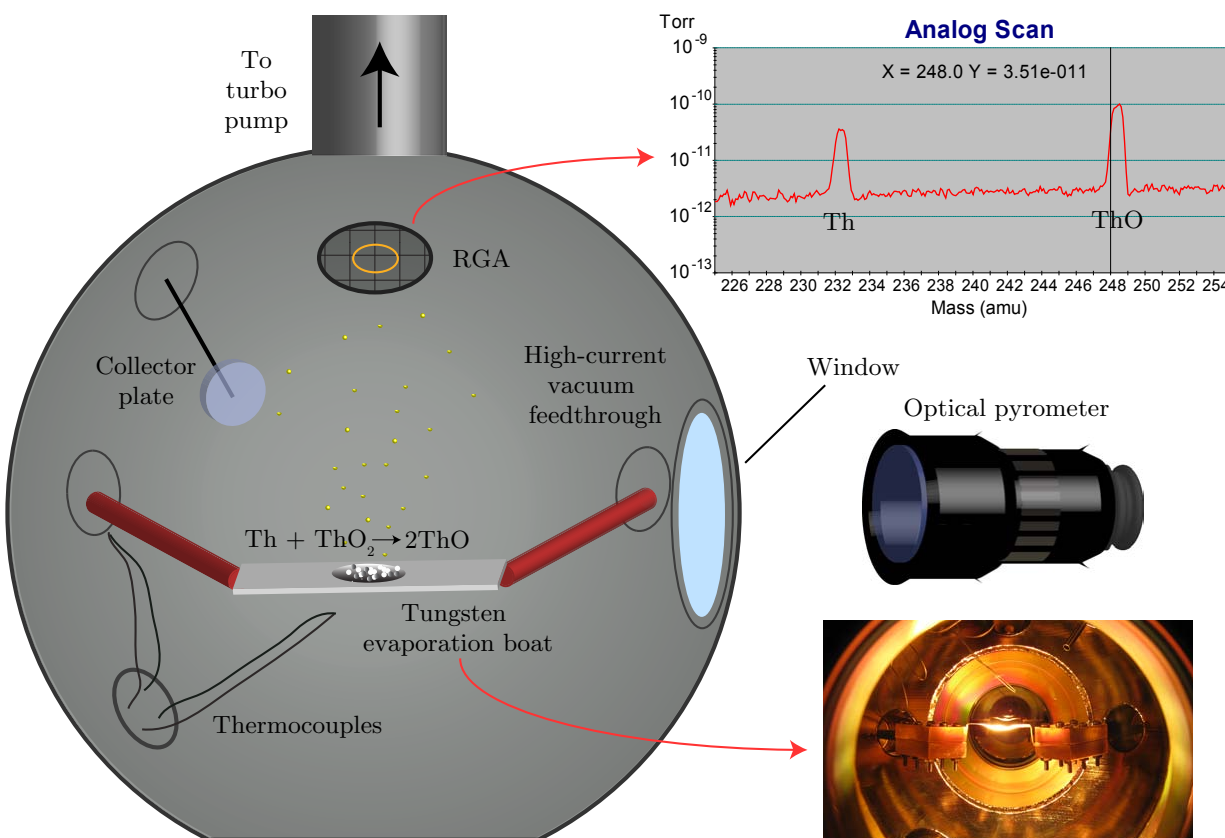 To
turbo
pump
Torr
Analog Scan
X = 248.0 Y = 3.51e-011
10⁻⁹
10⁻¹⁰
10⁻¹¹
10⁻¹²
10⁻¹³
Th
ThO
226 228 230 232 234 236 238 240 242 244 246 248 250 252 254
Mass (amu)
RGA
Collector
plate
High-current
vacuum
feedthrough
Window
Optical pyrometer
Th + ThO₂→2ThO
Tungsten
evaporation boat
Thermocouples